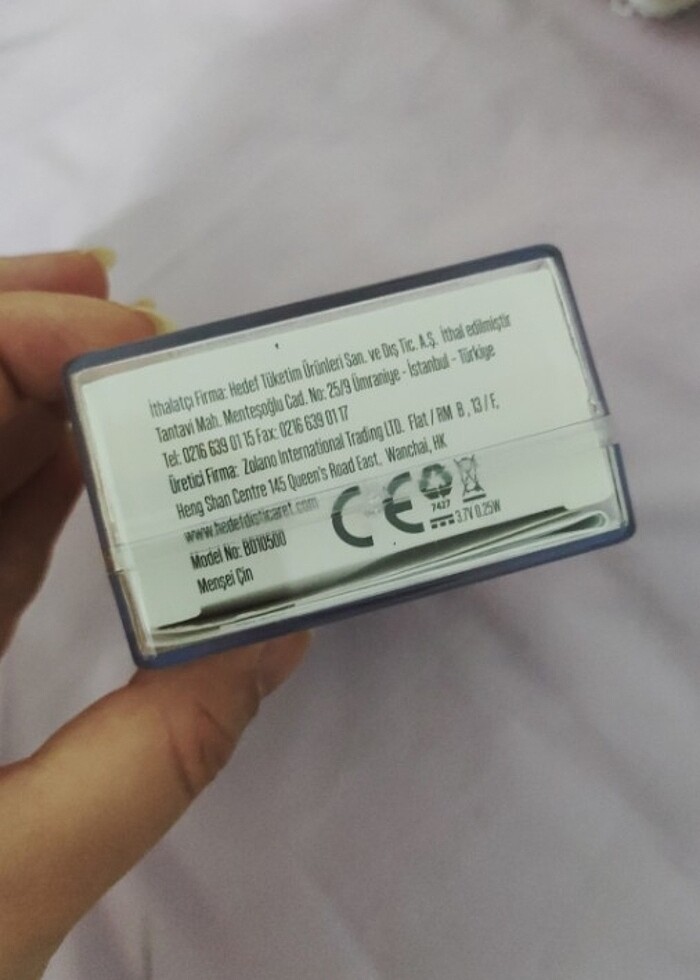 İthalatçı Firma: Hedef Tüketim Ürünleri San. ve Dış Tic. A.Ş. ithal edilmiştir
Tantavi Mah. Menteşoğlu Cad. No: 25/9 Ümraniye - İstanbul - Türkiye
Tel: 0216 639 01 15 Fax: 0216 639 01 17
Üretici Firma: Zolano International Trading LTD. Flat / RM B , 13 / F,
Heng Shan Centre 145 Queen's Road East, Wanchai, HK
www.hedefdisticaret.com
Model No: BD10500
Menşei Çin
CE
7427
3.7V 0.25W